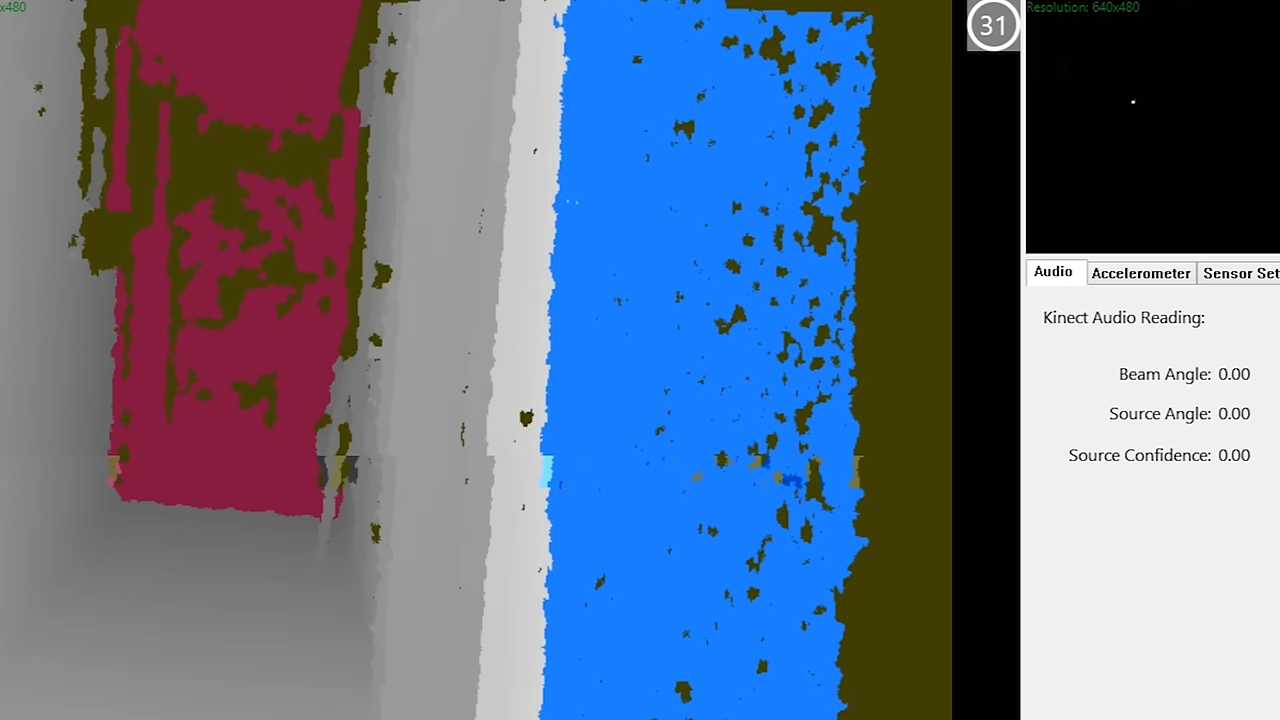 x480
31
Resolution: 640x480
Audio
Accelerometer
Sensor Set
Kinect Audio Reading:
Beam Angle: 0.00
Source Angle: 0.00
Source Confidence: 0.00